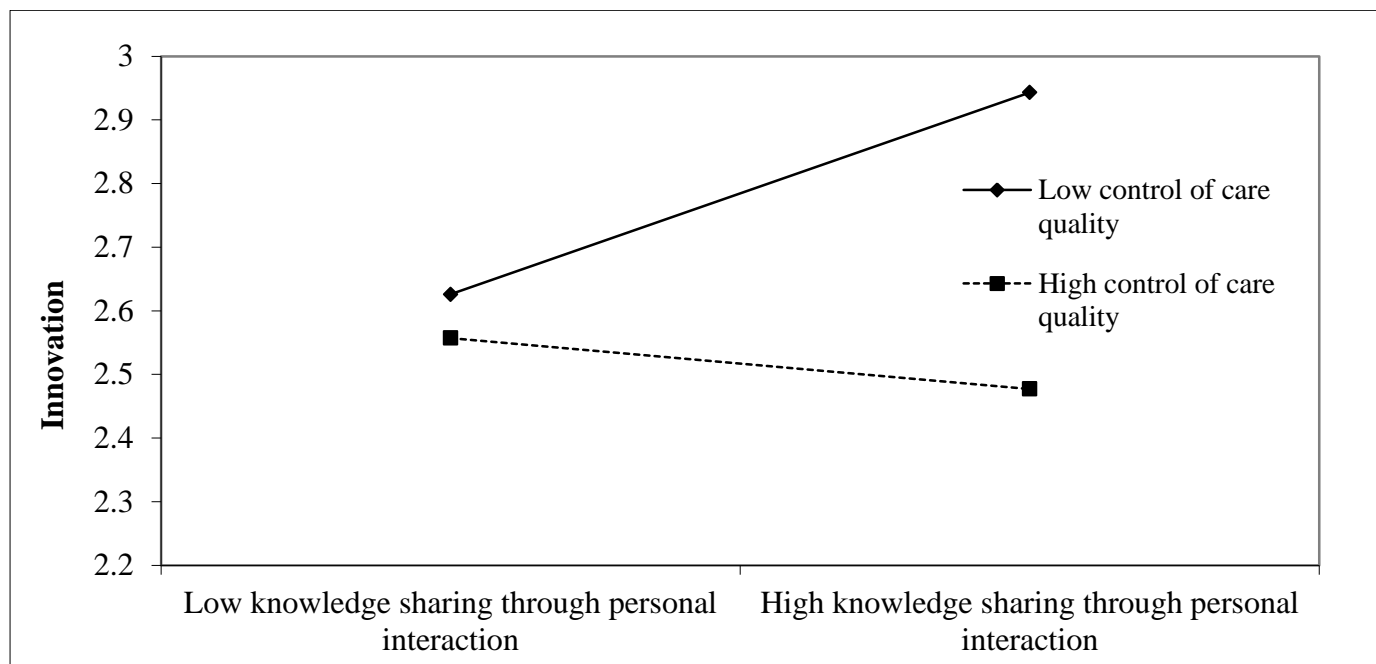 3
2.9
2.8
2.7
2.6
2.5
2.4
2.3
2.2
Innovation
Low control of care
quality
High control of care
quality
Low knowledge sharing through personal
interaction
High knowledge sharing through personal
interaction